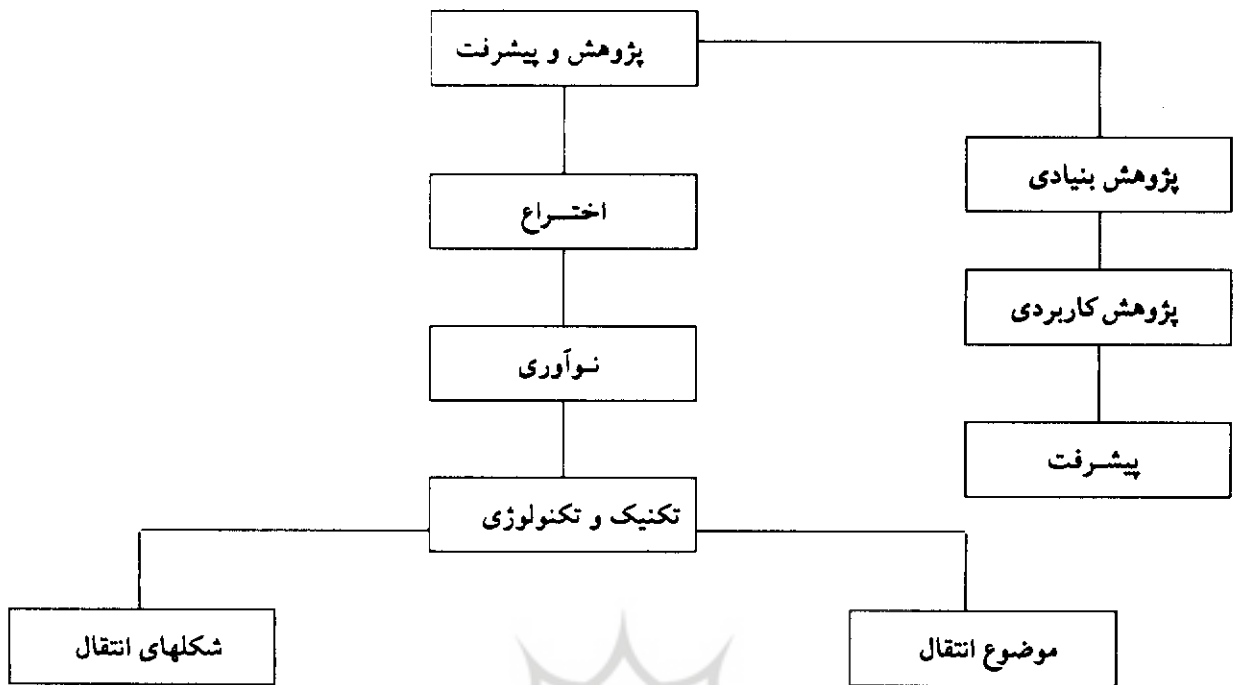 پژوهش و پیشرفت
پژوهش بنیادی
اختـــراع
پژوهش کاربردی
نـوآوری
پیشـرفت
تکنیک و تکنولوژی
موضوع انتقال
شکلهای انتقال